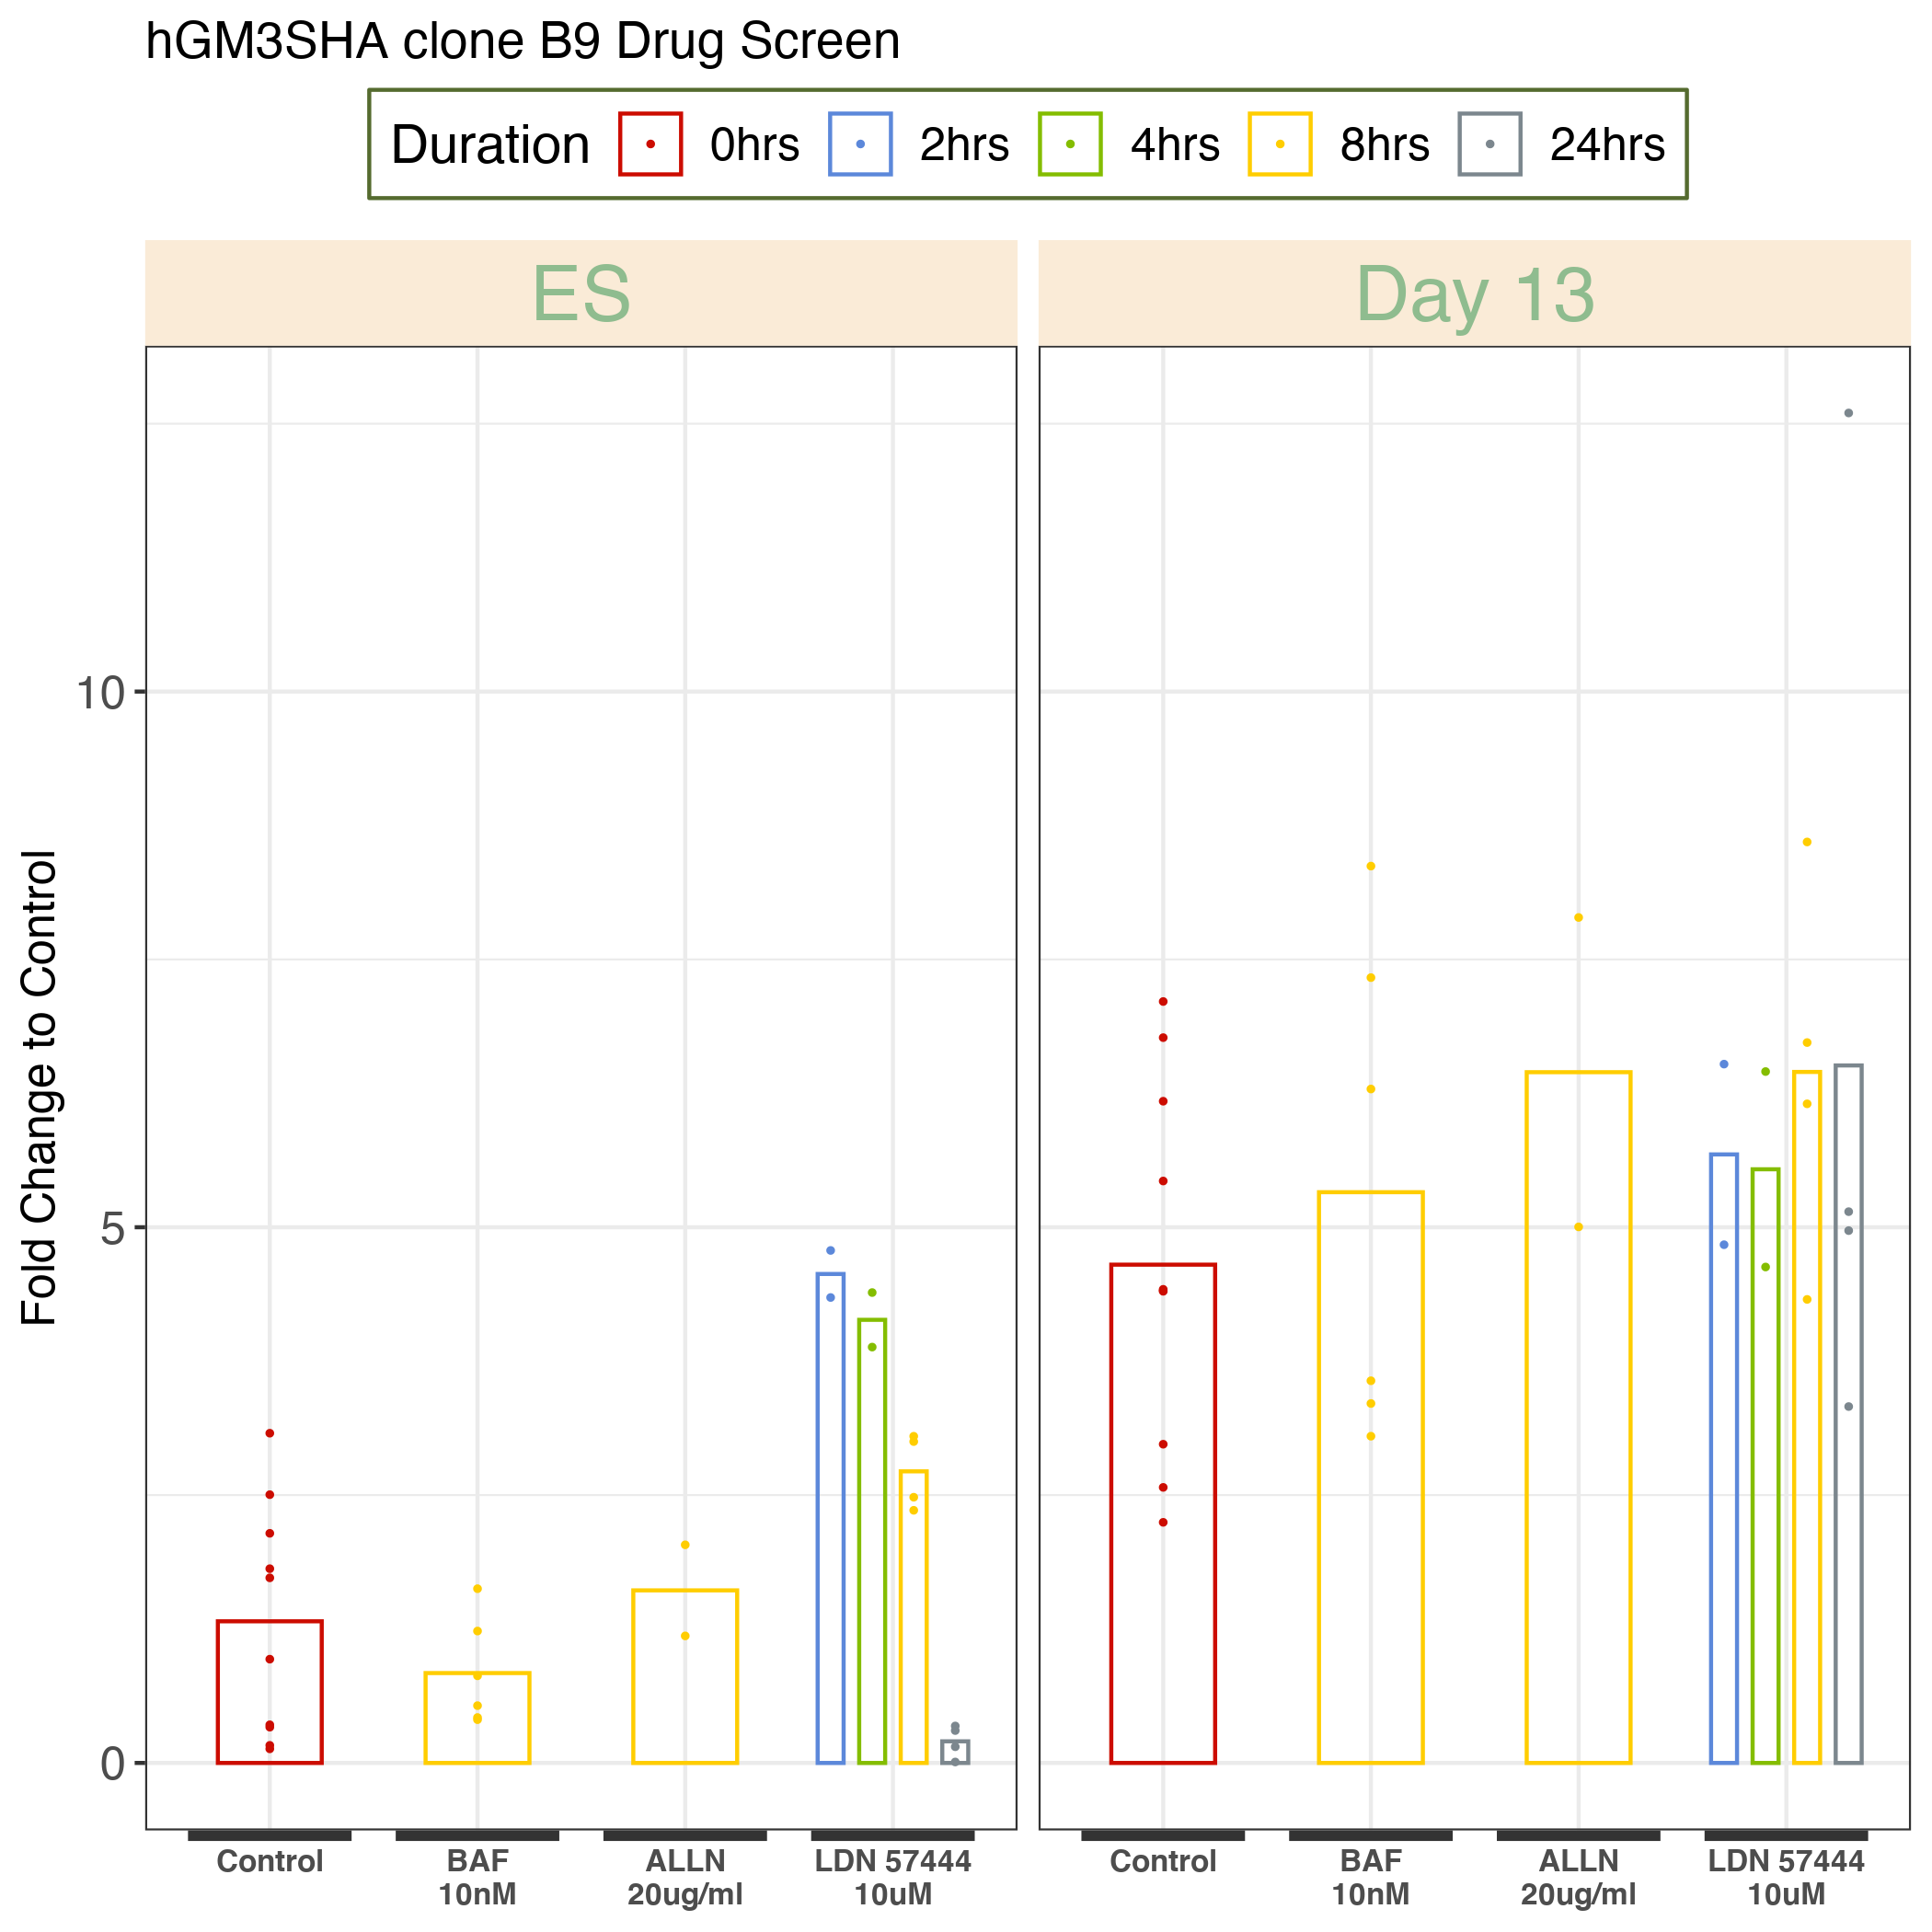 hGM3SHA clone B9 Drug Screen
Duration 0hrs 2hrs 4hrs 8hrs 24hrs
ES
Day 13
Fold Change to Control
10
5
0
Control
BAF
10nM
ALLN
20ug/ml
LDN 57444
10uM
Control
BAF
10nM
ALLN
20ug/ml
LDN 57444
10uM